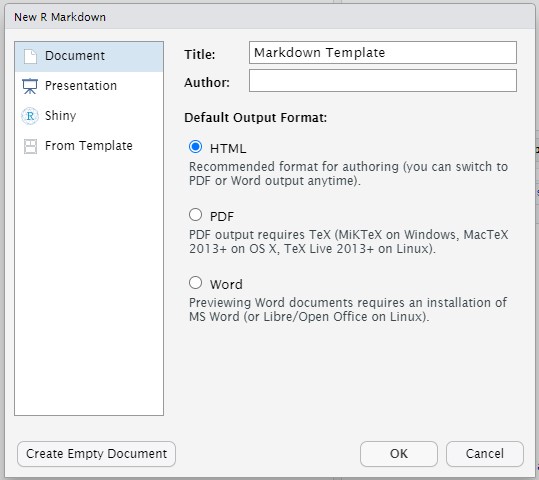 New R Markdown
Document
Presentation
R Shiny
From Template
Title: Markdown Template
Author:
Default Output Format:
HTML
Recommended format for authoring (you can switch to
PDF or Word output anytime).
PDF
PDF output requires TeX (MiKTeX on Windows, MacTeX
2013+ on OS X, TeX Live 2013+ on Linux).
Word
Previewing Word documents requires an installation of
MS Word (or Libre/Open Office on Linux).
Create Empty Document
OK
Cancel